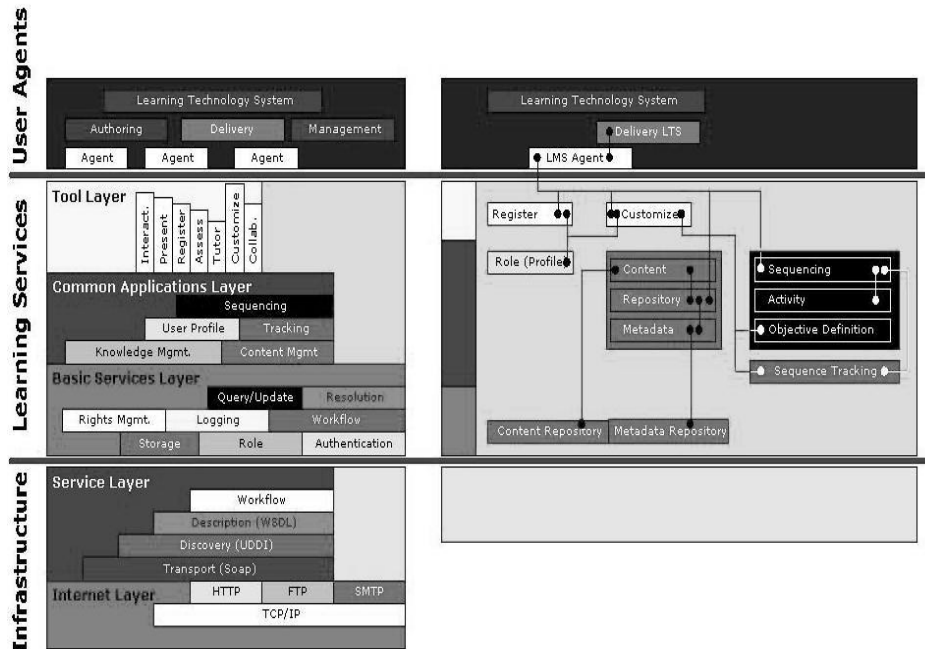 User Agents
Learning Technology System
Authoring Delivery Management
Agent Agent Agent
Learning Technology System
Delivery LTS
LMS Agent
Learning Services
Tool Layer
Interact.
Present
Register
Assess
Tutor
Customize
Collab.
Common Applications Layer
Sequencing
User Profile Tracking
Knowledge Mgmt. Content Mgmt
Basic Services Layer
Query/Update Resolution
Rights Mgmt. Logging Workflow
Storage Role Authentication
Register Customize
Role (Profile)
Content
Repository
Metadata
Sequencing
Activity
Objective Definition
Sequence Tracking
Content Repository Metadata Repository
Infrastructure
Service Layer
Workflow
Description (WSDL)
Discovery (UDDI)
Transport (Soap)
Internet Layer
HTTP FTP SMTP
TCP/IP